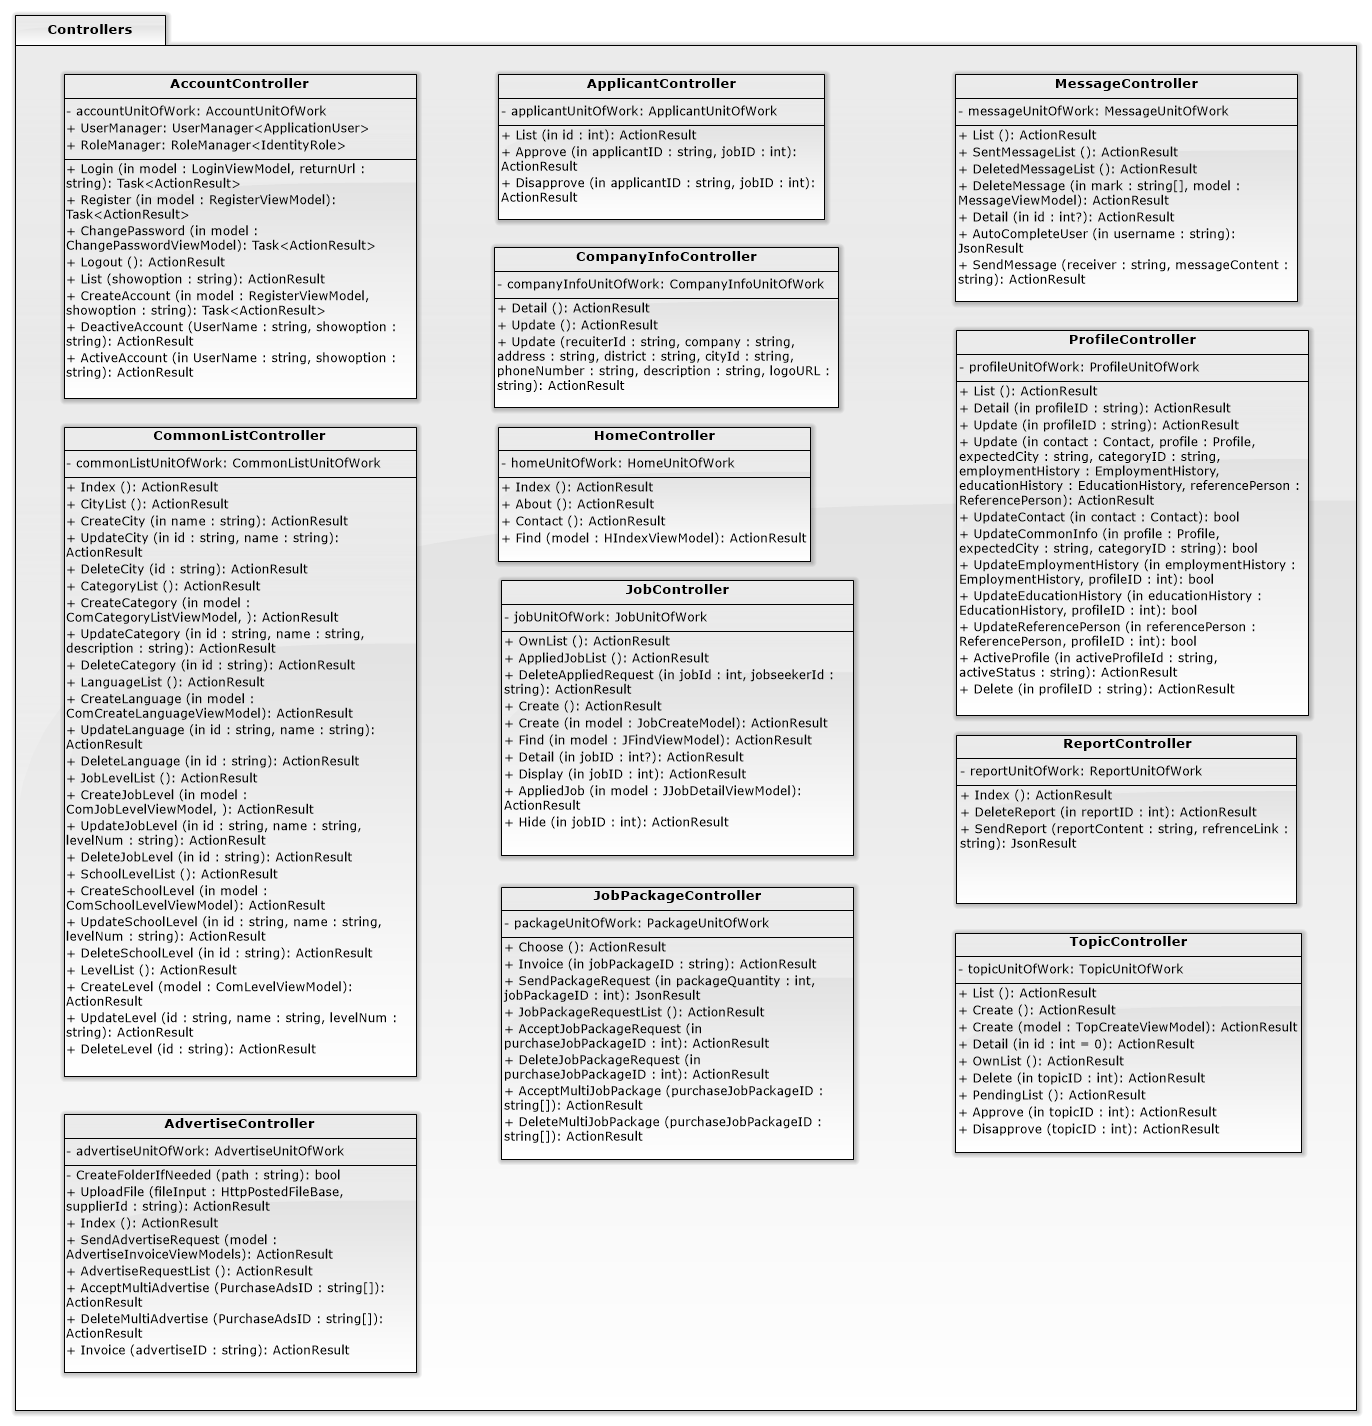 Controllers
AccountController
- accountUnitOfWork: AccountUnitOfWork
+ UserManager: UserManager<ApplicationUser>
+ RoleManager: RoleManager<IdentityRole>
+ Login (in model : LoginViewModel, returnUrl :
string): Task<ActionResult>
+ Register (in model : RegisterViewModel):
Task<ActionResult>
+ ChangePassword (in model :
ChangePasswordViewModel): Task<ActionResult>
+ Logout (): ActionResult
+ List (showoption : string): ActionResult
+ CreateAccount (in model : RegisterViewModel,
showoption : string): Task<ActionResult>
+ DeactiveAccount (UserName : string, showoption :
string): ActionResult
+ ActiveAccount (in UserName : string, showoption :
string): ActionResult
CommonListController
- commonListUnitOfWork: CommonListUnitOfWork
+ Index (): ActionResult
+ CityList (): ActionResult
+ CreateCity (in name : string): ActionResult
+ UpdateCity (in id : string, name : string):
ActionResult
+ DeleteCity (id : string): ActionResult
+ CategoryList (): ActionResult
+ CreateCategory (in model :
ComCategoryListViewModel, ): ActionResult
+ UpdateCategory (in id : string, name : string,
description : string): ActionResult
+ DeleteCategory (in id : string): ActionResult
+ LanguageList (): ActionResult
+ CreateLanguage (in model :
ComCreateLanguageViewModel): ActionResult
+ UpdateLanguage (in id : string, name : string):
ActionResult
+ DeleteLanguage (in id : string): ActionResult
+ JobLevelList (): ActionResult
+ CreateJobLevel (in model :
ComJobLevelViewModel, ): ActionResult
+ UpdateJobLevel (in id : string, name : string,
levelNum : string): ActionResult
+ DeleteJobLevel (in id : string): ActionResult
+ SchoolLevelList (): ActionResult
+ CreateSchoolLevel (in model :
ComSchoolLevelViewModel): ActionResult
+ UpdateSchoolLevel (in id : string, name : string,
levelNum : string): ActionResult
+ DeleteSchoolLevel (in id : string): ActionResult
+ LevelList (): ActionResult
+ CreateLevel (model : ComLevelViewModel):
ActionResult
+ UpdateLevel (id : string, name : string, levelNum :
string): ActionResult
+ DeleteLevel (id : string): ActionResult
AdvertiseController
- advertiseUnitOfWork: AdvertiseUnitOfWork
- CreateFolderIfNeeded (path : string): bool
+ UploadFile (fileInput : HttpPostedFileBase,
supplierId : string): ActionResult
+ Index (): ActionResult
+ SendAdvertiseRequest (model :
AdvertiseInvoiceViewModels): ActionResult
+ AdvertiseRequestList (): ActionResult
+ AcceptMultiAdvertise (PurchaseAdsID : string[]):
ActionResult
+ DeleteMultiAdvertise (PurchaseAdsID : string[]):
ActionResult
+ Invoice (advertiseID : string): ActionResult
ApplicantController
- applicantUnitOfWork: ApplicantUnitOfWork
+ List (in id : int): ActionResult
+ Approve (in applicantID : string, jobID : int):
ActionResult
+ Disapprove (in applicantID : string, jobID : int):
ActionResult
CompanyInfoController
- companyInfoUnitOfWork: CompanyInfoUnitOfWork
+ Detail (): ActionResult
+ Update (): ActionResult
+ Update (recuiterId : string, company : string,
address : string, district : string, cityId : string,
phoneNumber : string, description : string, logoURL :
string): ActionResult
HomeController
- homeUnitOfWork: HomeUnitOfWork
+ Index (): ActionResult
+ About (): ActionResult
+ Contact (): ActionResult
+ Find (model : HIndexViewModel): ActionResult
JobController
- jobUnitOfWork: JobUnitOfWork
+ OwnList (): ActionResult
+ AppliedJobList (): ActionResult
+ DeleteAppliedRequest (in jobId : int, jobseekerId :
string): ActionResult
+ Create (): ActionResult
+ Create (in model : JobCreateModel): ActionResult
+ Find (in model : JFindViewModel): ActionResult
+ Detail (in jobID : int?): ActionResult
+ Display (in jobID : int): ActionResult
+ AppliedJob (in model : JJobDetailViewModel):
ActionResult
+ Hide (in jobID : int): ActionResult
JobPackageController
- packageUnitOfWork: PackageUnitOfWork
+ Choose (): ActionResult
+ Invoice (in jobPackageID : string): ActionResult
+ SendPackageRequest (in packageQuantity : int,
jobPackageID : int): JsonResult
+ JobPackageRequestList (): ActionResult
+ AcceptJobPackageRequest (in
purchaseJobPackageID : int): ActionResult
+ DeleteJobPackageRequest (in
purchaseJobPackageID : int): ActionResult
+ AcceptMultiJobPackage (purchaseJobPackageID :
string[]): ActionResult
+ DeleteMultiJobPackage (purchaseJobPackageID :
string[]): ActionResult
MessageController
- messageUnitOfWork: MessageUnitOfWork
+ List (): ActionResult
+ SentMessageList (): ActionResult
+ DeletedMessageList (): ActionResult
+ DeleteMessage (in mark : string[], model :
MessageViewModel): ActionResult
+ Detail (in id : int?): ActionResult
+ AutoCompleteUser (in username : string):
JsonResult
+ SendMessage (receiver : string, messageContent :
string): ActionResult
ProfileController
- profileUnitOfWork: ProfileUnitOfWork
+ List (): ActionResult
+ Detail (in profileID : string): ActionResult
+ Update (in profileID : string): ActionResult
+ Update (in contact : Contact, profile : Profile,
expectedCity : string, categoryID : string,
employmentHistory : EmploymentHistory,
educationHistory : EducationHistory, referencePerson :
ReferencePerson): ActionResult
+ UpdateContact (in contact : Contact): bool
+ UpdateCommonInfo (in profile : Profile,
expectedCity : string, categoryID : string): bool
+ UpdateEmploymentHistory (in employmentHistory :
EmploymentHistory, profileID : int): bool
+ UpdateEducationHistory (in educationHistory :
EducationHistory, profileID : int): bool
+ UpdateReferencePerson (in referencePerson :
ReferencePerson, profileID : int): bool
+ ActiveProfile (in activeProfileId : string,
activeStatus : string): ActionResult
+ Delete (in profileID : string): ActionResult
ReportController
- reportUnitOfWork: ReportUnitOfWork
+ Index (): ActionResult
+ DeleteReport (in reportID : int): ActionResult
+ SendReport (reportContent : string, refrenceLink :
string): JsonResult
TopicController
- topicUnitOfWork: TopicUnitOfWork
+ List (): ActionResult
+ Create (): ActionResult
+ Create (model : TopCreateViewModel): ActionResult
+ Detail (in id : int = 0): ActionResult
+ OwnList (): ActionResult
+ Delete (in topicID : int): ActionResult
+ PendingList (): ActionResult
+ Approve (in topicID : int): ActionResult
+ Disapprove (topicID : int): ActionResult